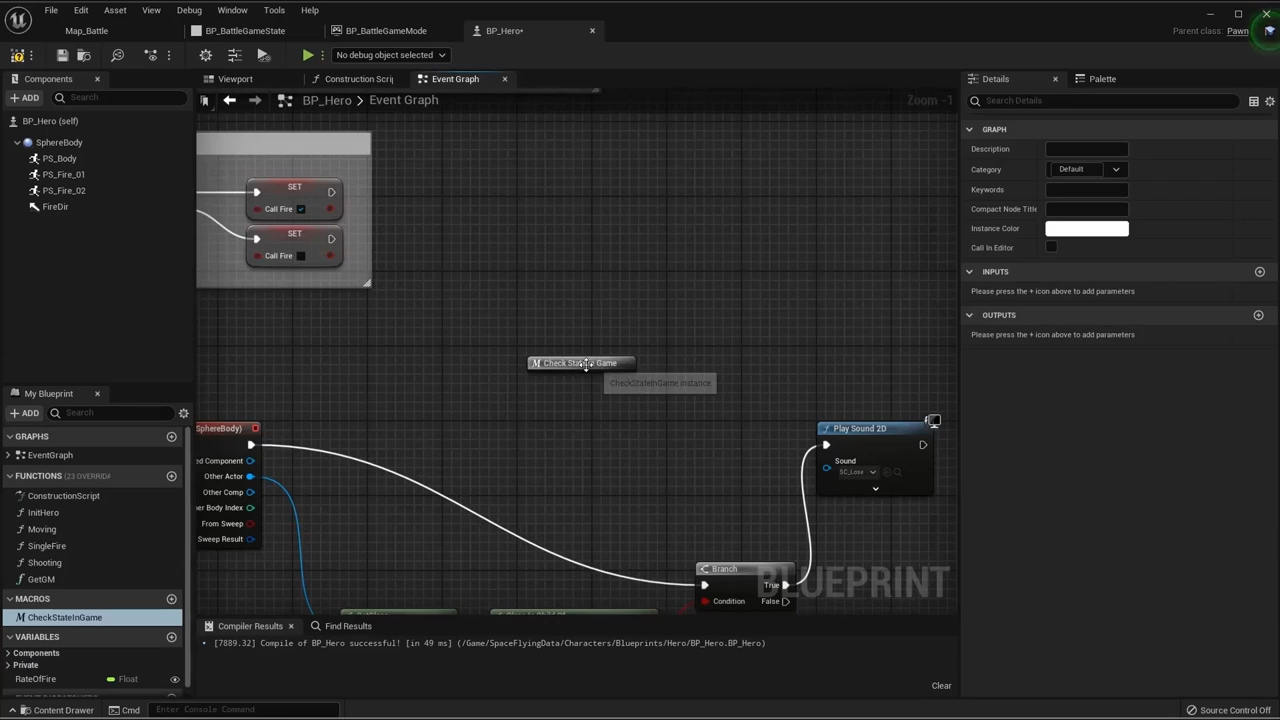 File Edit Asset View Debug Window Tools Help
Map_Battle BP_BattleGameState BP_BattleGameMode BP_Hero•
Parent class: Pawn
No debug object selected
Components
Viewport Construction Scrip Event Graph
Details Palette
ADD Search
BP_Hero > Event Graph
Zoom -1
Search Details
BP_Hero (self)
SphereBody
PS_Body
PS_Fire_01
PS_Fire_02
FireDir
GRAPH
Description
Category Default
Keywords
Compact Node Title
Instance Color
Call In Editor
INPUTS
Please press the + icon above to add parameters
OUTPUTS
Please press the + icon above to add parameters
SET
Call Fire
SET
Call Fire
Check State In Game
CheckStateInGame instance
SphereBody)
ed Component
Other Actor
Other Comp
er Body Index
From Sweep
Sweep Result
Play Sound 2D
Sound
SC_Lose
Branch
True
Condition False
BLUEPRINT
My Blueprint
ADD Search
GRAPHS
EventGraph
FUNCTIONS (23 OVERRIDA
ConstructionScript
InitHero
Moving
SingleFire
Shooting
GetGM
MACROS
CheckStateInGame
VARIABLES
Components
Private
RateOfFire Float
Compiler Results Find Results
[7889.32] Compile of BP_Hero successful! [in 49 ms] (/Game/SpaceFlyingData/Characters/Blueprints/Hero/BP_Hero.BP_Hero)
Clear
Content Drawer Cmd Enter Console Command
Source Control Off